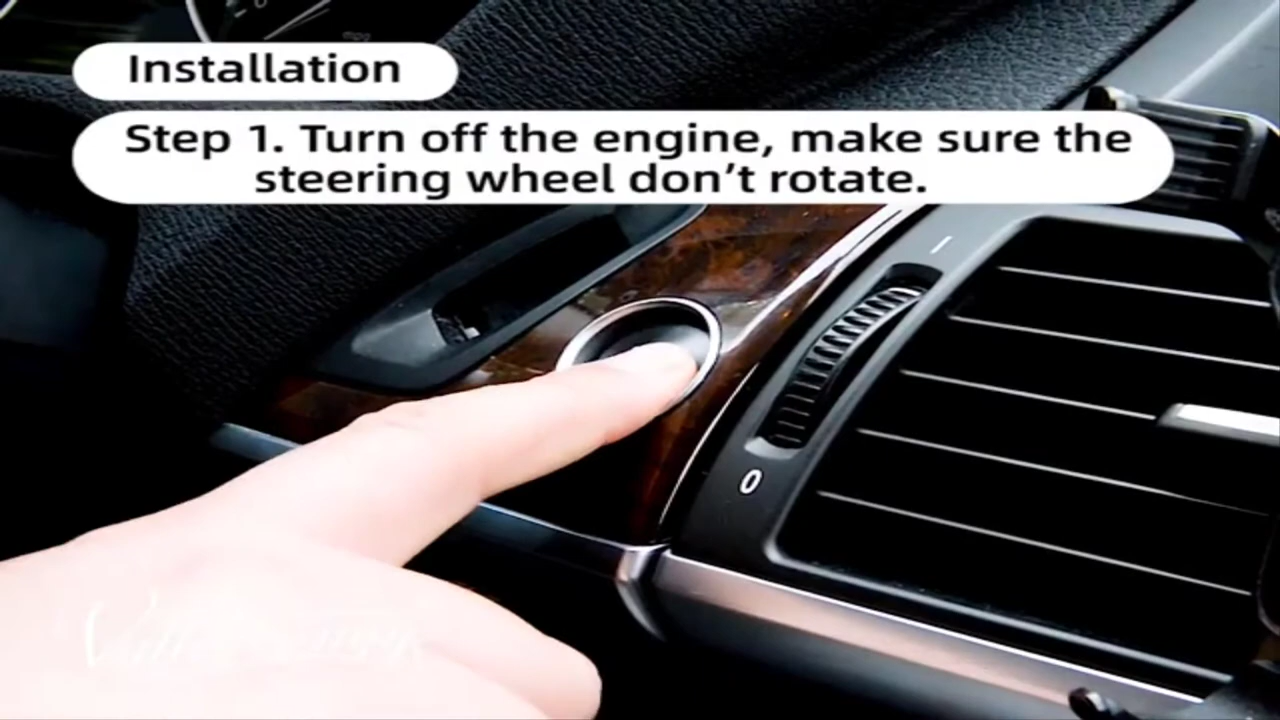 Installation
Step 1. Turn off the engine, make sure the
steering wheel don't rotate.
0